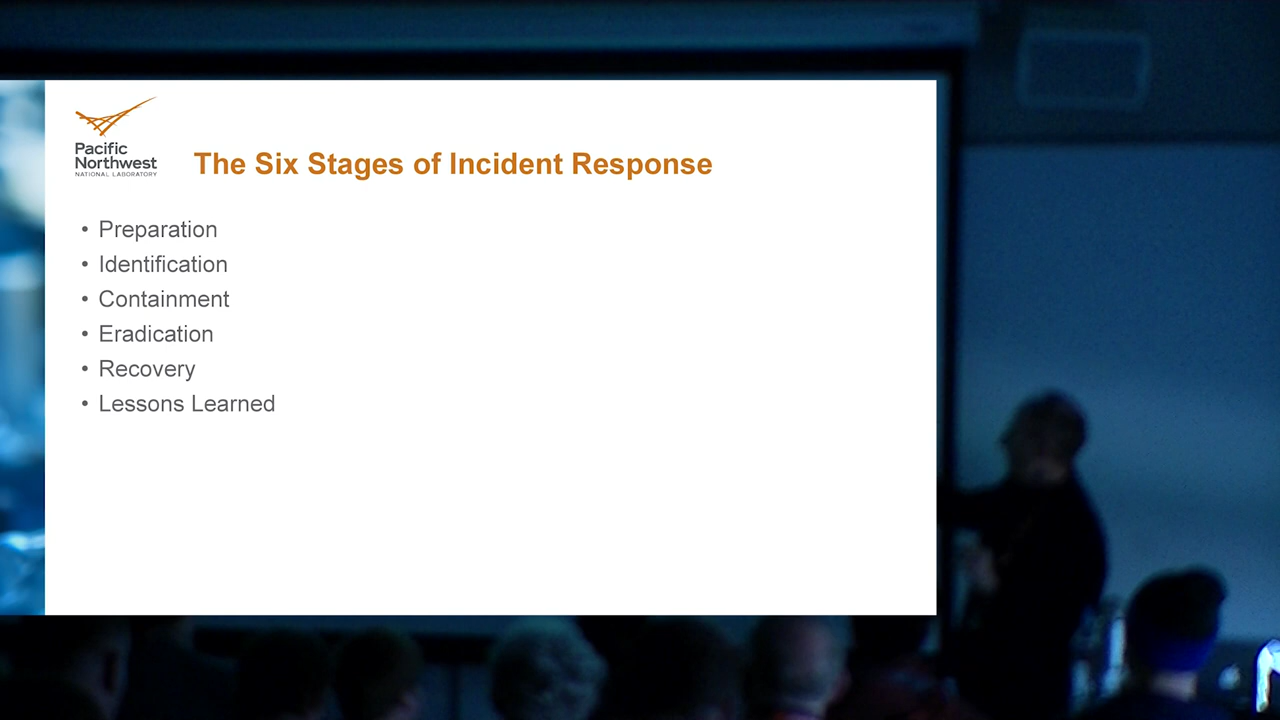 Pacific
Northwest
NATIONAL LABORATORY
The Six Stages of Incident Response
• Preparation
• Identification
• Containment
• Eradication
• Recovery
• Lessons Learned